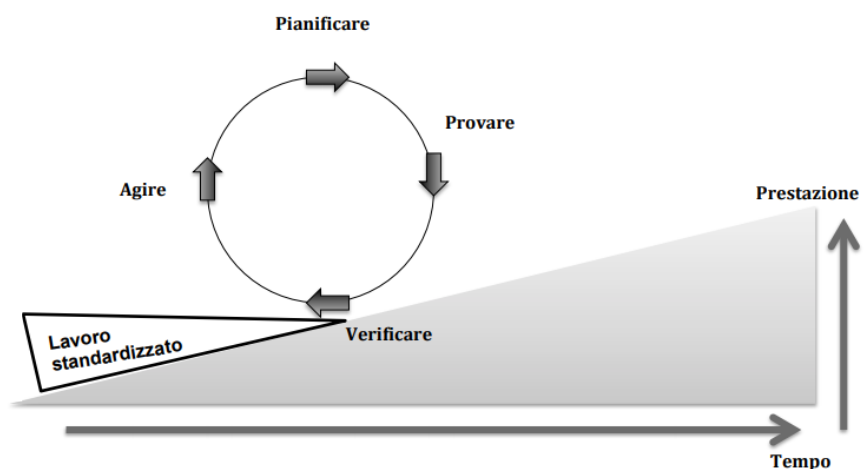 Pianificare
Provare
Agire
Prestazione
Lavoro
standardizzato
Verificare
Tempo